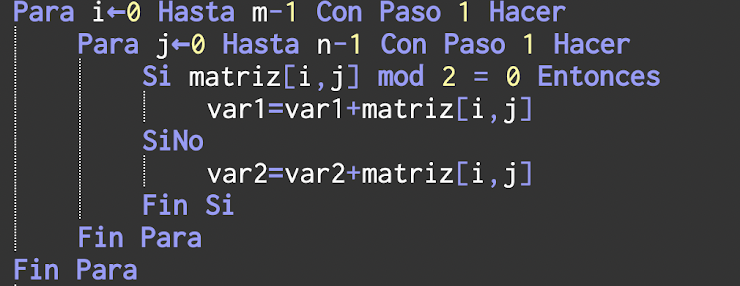 Para i←0 Hasta m-1 Con Paso 1 Hacer
Para j←0 Hasta n-1 Con Paso 1 Hacer
Si matriz[i,j] mod 2 = 0 Entonces
var1=var1+matriz[i,j]
SiNo
var2=var2+matriz[i,j]
Fin Si
Fin Para
Fin Para